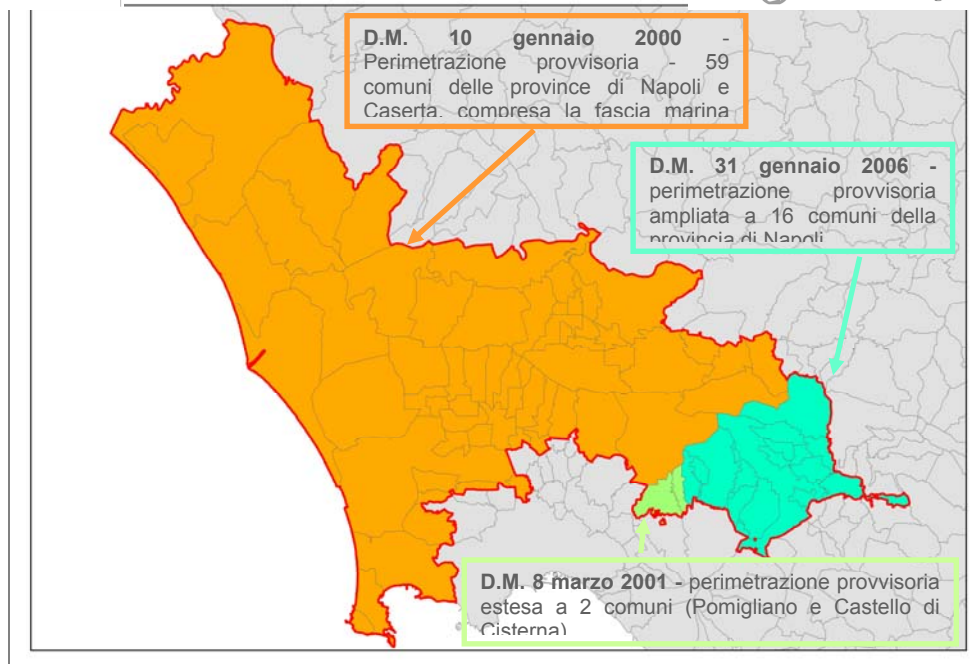 D.M. 10 gennaio 2000 -
Perimetrazione provvisoria - 59
comuni delle province di Napoli e
Caserta, compresa la fascia marina
D.M. 31 gennaio 2006 -
perimetrazione provvisoria
ampliata a 16 comuni della
provincia di Napoli
D.M. 8 marzo 2001 - perimetrazione provvisoria
estesa a 2 comuni (Pomigliano e Castello di
Cisterna)